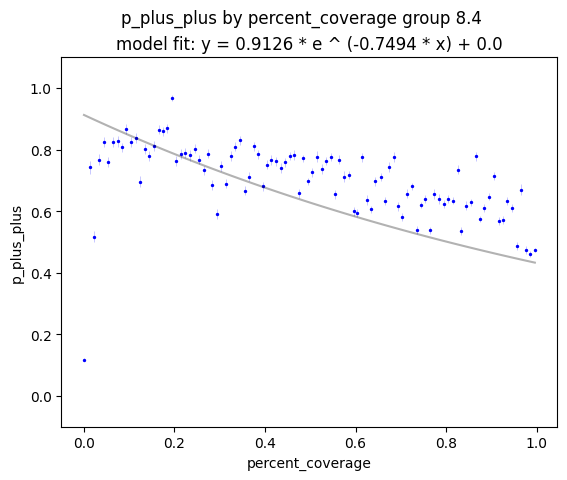 p_plus_plus by percent_coverage group 8.4
model fit: y = 0.9126 * e ^ (-0.7494 * x) + 0.0
1.0
0.8
0.6
0.4
0.2
0.0
p_plus_plus
0.0 0.2 0.4 0.6 0.8 1.0
percent_coverage